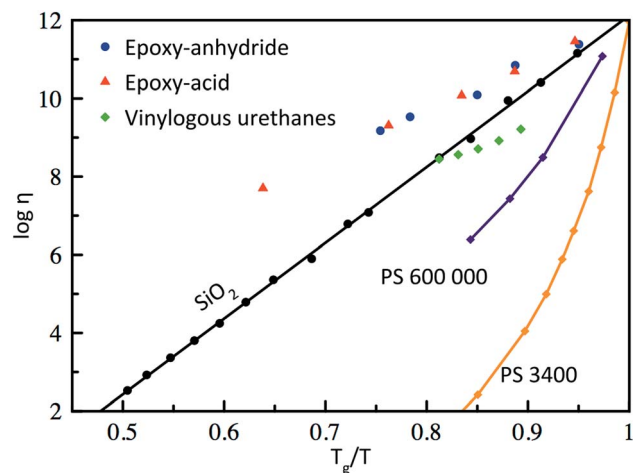 12
10
8
6
4
2
log η
Epoxy-anhydride
Epoxy-acid
Vinylogous urethanes
SiO₂
PS 600 000
PS 3400
0.5 0.6 0.7 0.8 0.9 1
T_g/T